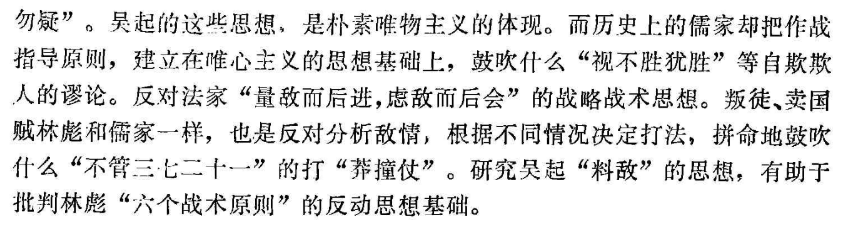 勿疑”。吴起的这些思想，是朴素唯物主义的体现。而历史上的儒家却把作战
指导原则，建立在唯心主义的思想基础上，鼓吹什么“视不胜犹胜”等自欺欺
人的谬论。反对法家“量敌而后进，虑敌而后会”的战略战术思想。叛徒、卖国
贼林彪和儒家一样，也是反对分析敌情，根据不同情况决定打法，拼命地鼓吹
什么“不管三七二十一”的打“莽撞仗”。研究吴起“料敌”的思想，有助于
批判林彪“六个战术原则”的反动思想基础。